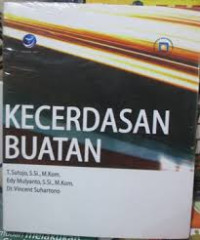 KECERDASAN
BUATAN
T. Sutojo, S.Si., M.Kom.
Edy Mulyanto, S.Si., M.Kom.
Dr. Vincent Suhartono